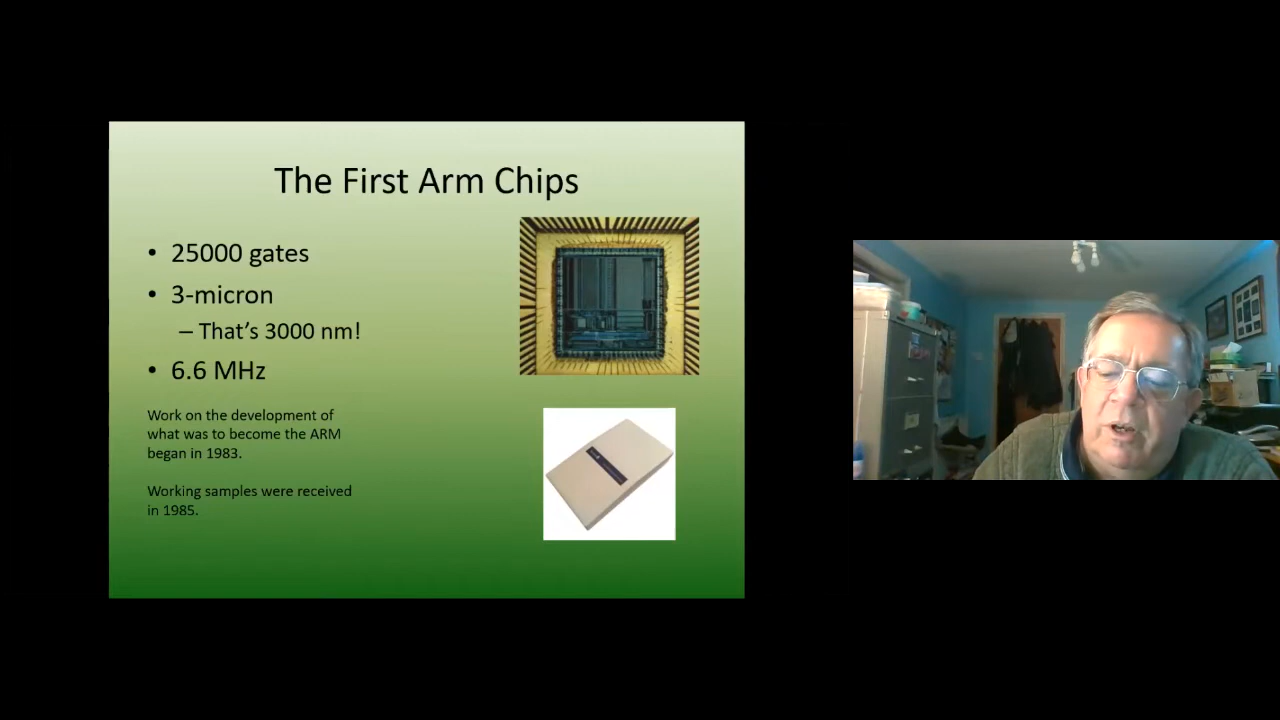 The First Arm Chips
• 25000 gates
• 3-micron
– That's 3000 nm!
• 6.6 MHz
Work on the development of
what was to become the ARM
began in 1983.
Working samples were received
in 1985.